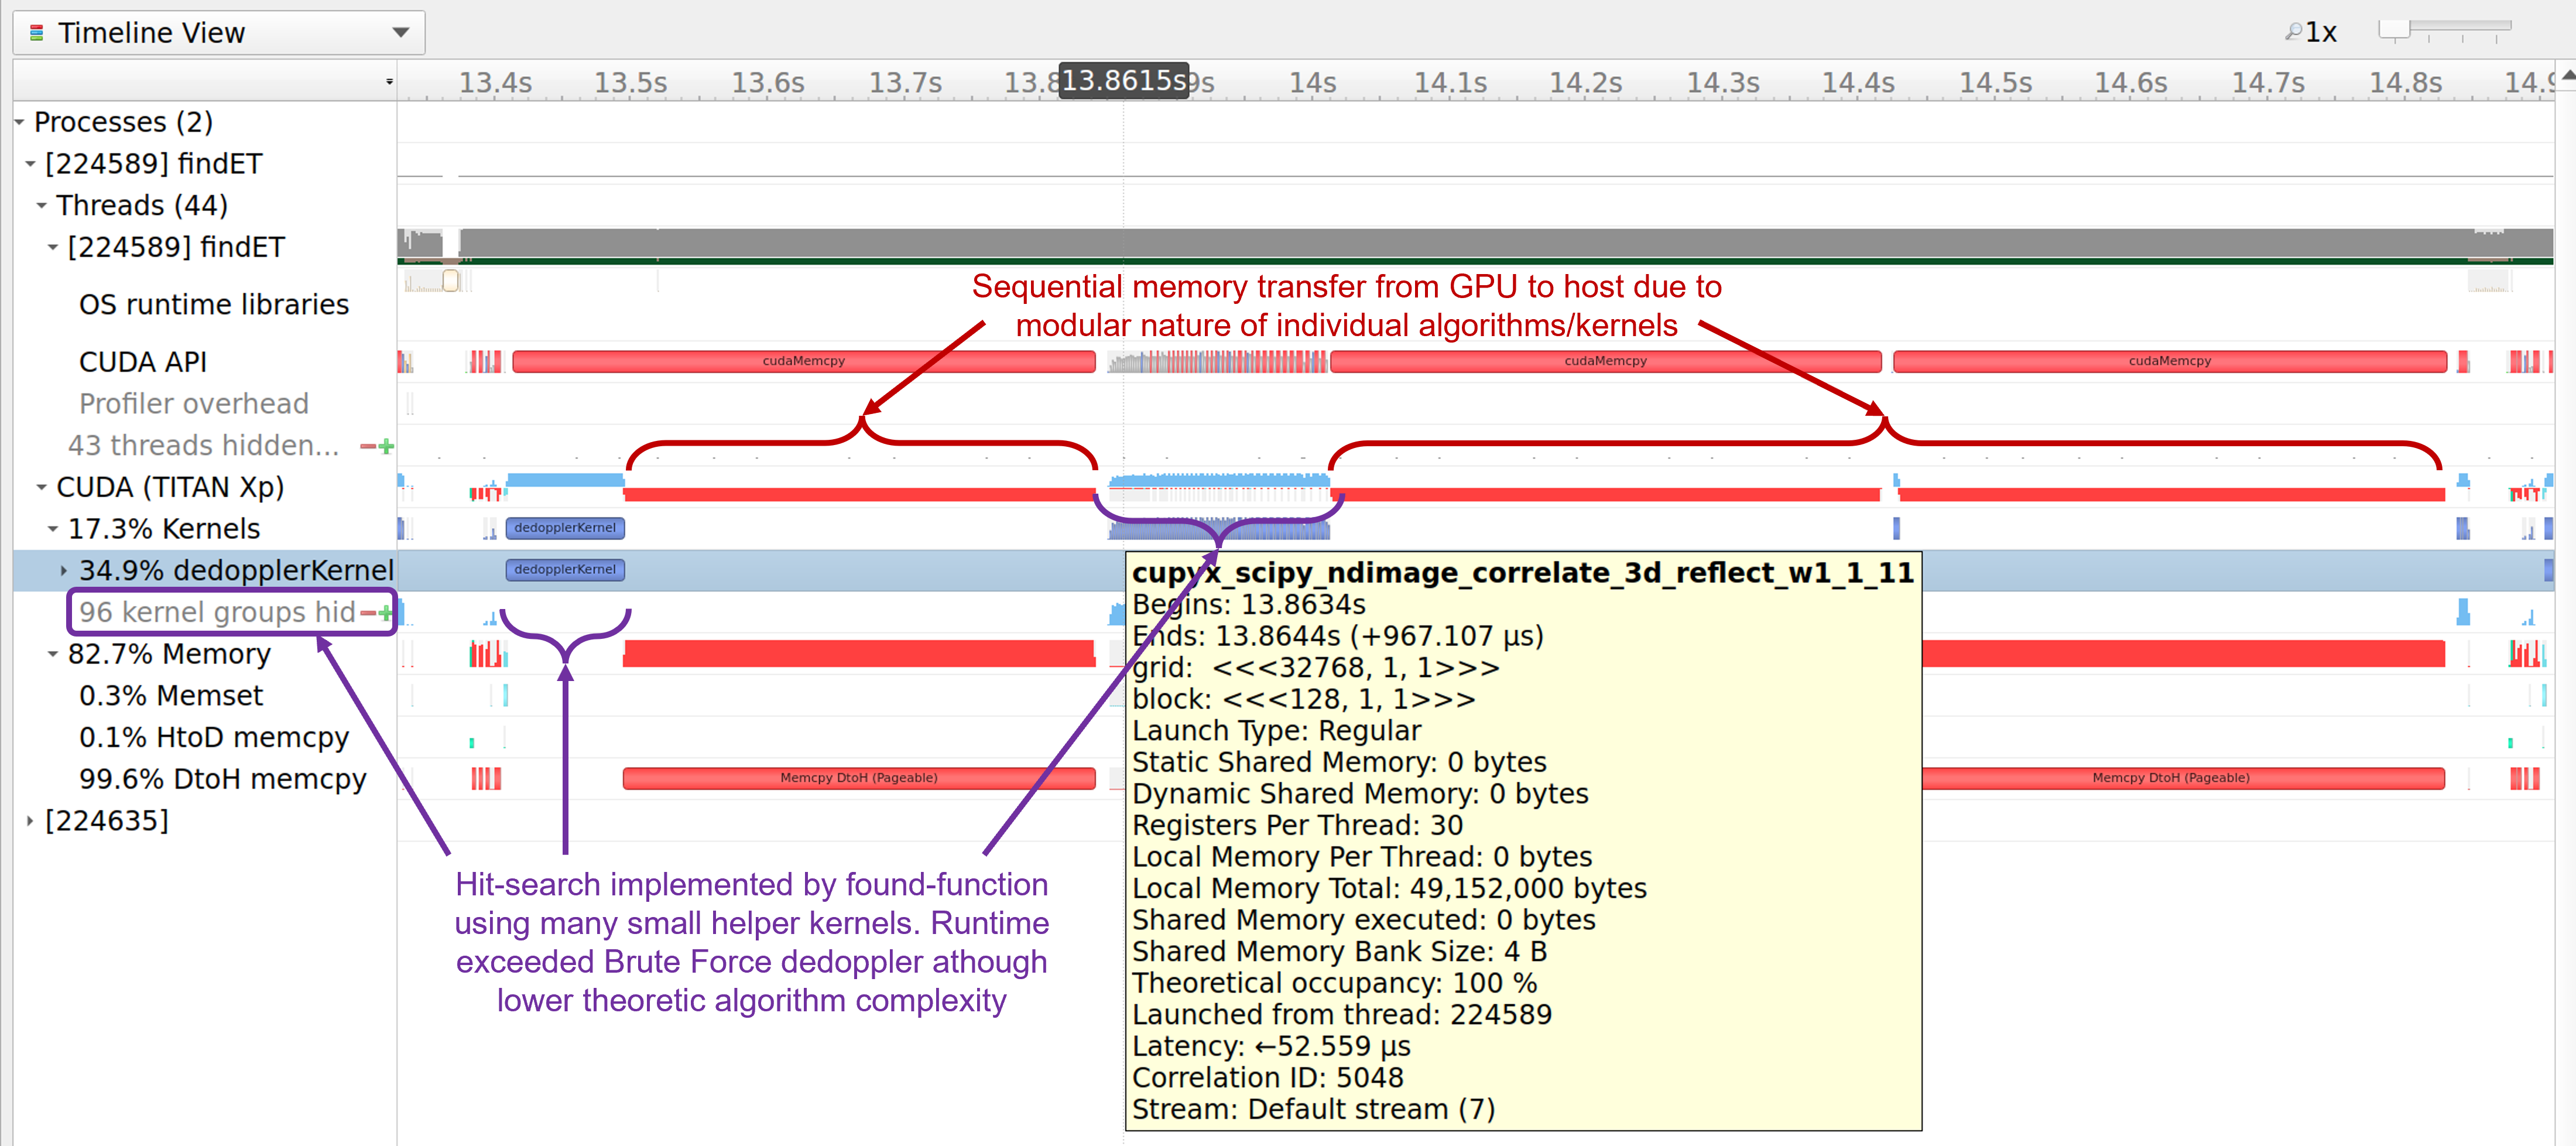 Timeline View
1x
13.4s 13.5s 13.6s 13.7s 13.8 13.8615s 9s 14s 14.1s 14.2s 14.3s 14.4s 14.5s 14.6s 14.7s 14.8s 14.9
Processes (2)
[224589] findET
Threads (44)
[224589] findET
OS runtime libraries
Sequential memory transfer from GPU to host due to
modular nature of individual algorithms/kernels
CUDA API
cudaMemcpy cudaMemcpy cudaMemcpy
Profiler overhead
43 threads hidden...
CUDA (TITAN Xp)
17.3% Kernels
dedopplerKernel
34.9% dedopplerKernel
dedopplerKernel
96 kernel groups hid
82.7% Memory
0.3% Memset
0.1% HtoD memcpy
99.6% DtoH memcpy
Memcpy DtoH (Pageable) Memcpy DtoH (Pageable)
[224635]
cupyx_scipy_ndimage_correlate_3d_reflect_w1_1_11
Begins: 13.8634s
Ends: 13.8644s (+967.107 μs)
grid: <<<32768, 1, 1>>>
block: <<<128, 1, 1>>>
Launch Type: Regular
Static Shared Memory: 0 bytes
Dynamic Shared Memory: 0 bytes
Registers Per Thread: 30
Local Memory Per Thread: 0 bytes
Local Memory Total: 49,152,000 bytes
Shared Memory executed: 0 bytes
Shared Memory Bank Size: 4 B
Theoretical occupancy: 100 %
Launched from thread: 224589
Latency: ←52.559 μs
Correlation ID: 5048
Stream: Default stream (7)
Hit-search implemented by found-function
using many small helper kernels. Runtime
exceeded Brute Force dedoppler athough
lower theoretic algorithm complexity